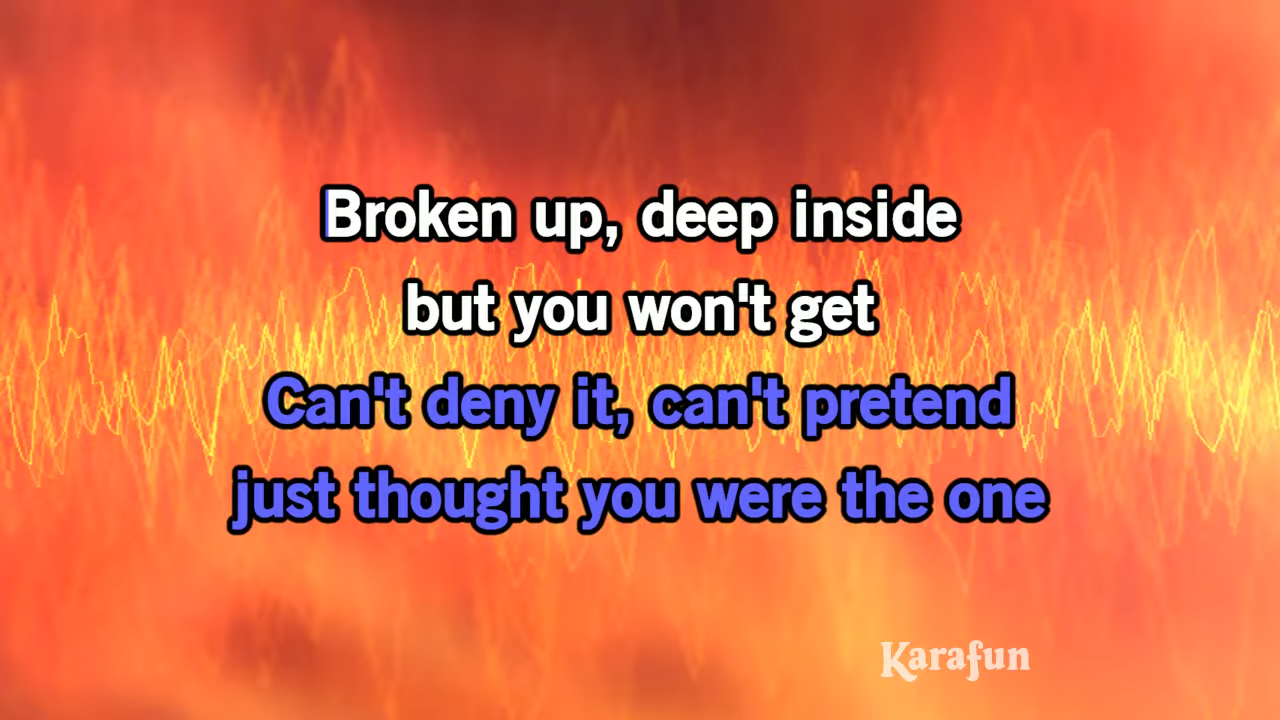 Broken up, deep inside
but you won't get
Can't deny it, can't pretend
just thought you were the one
Karafun